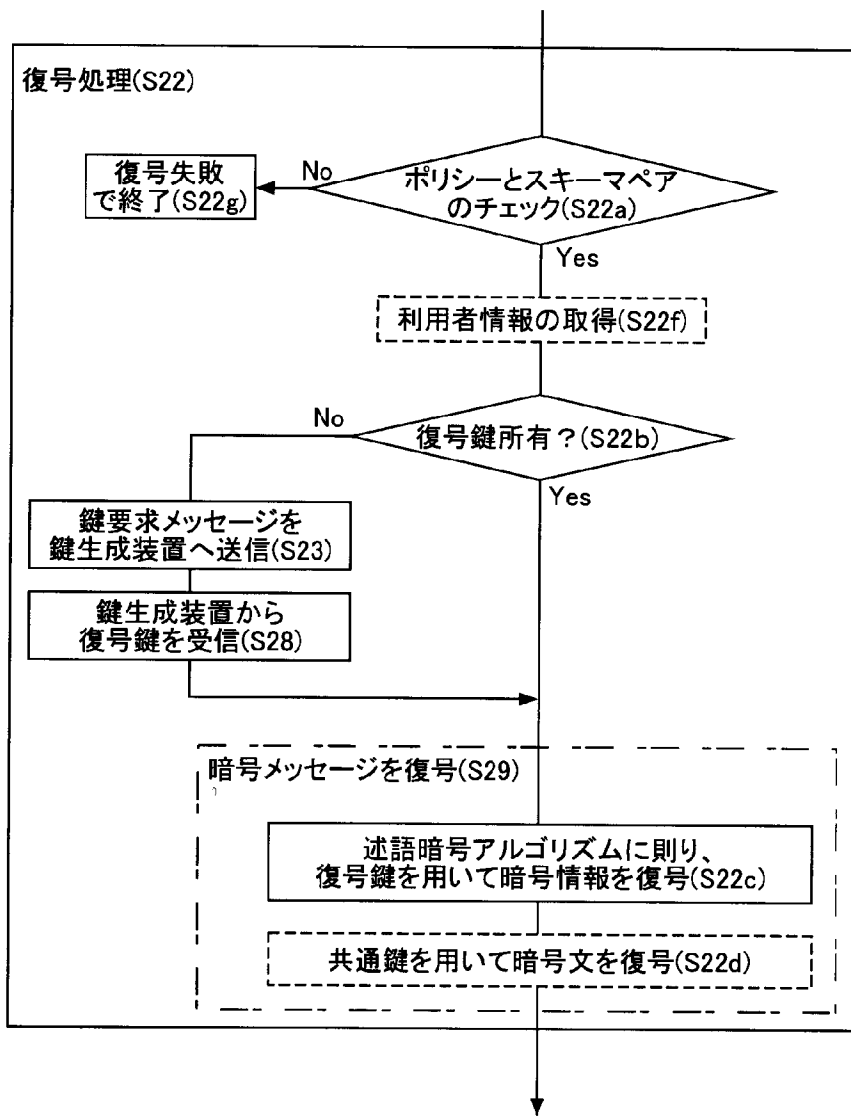 復号処理(S22)
ポリシーとスキーマペア
のチェック(S22a)
No
復号失敗
で終了(S22g)
Yes
利用者情報の取得(S22f)
復号鍵所有？(S22b)
No
Yes
鍵要求メッセージを
鍵生成装置へ送信(S23)
鍵生成装置から
復号鍵を受信(S28)
暗号メッセージを復号(S29)
述語暗号アルゴリズムに則り、
復号鍵を用いて暗号情報を復号(S22c)
共通鍵を用いて暗号文を復号(S22d)